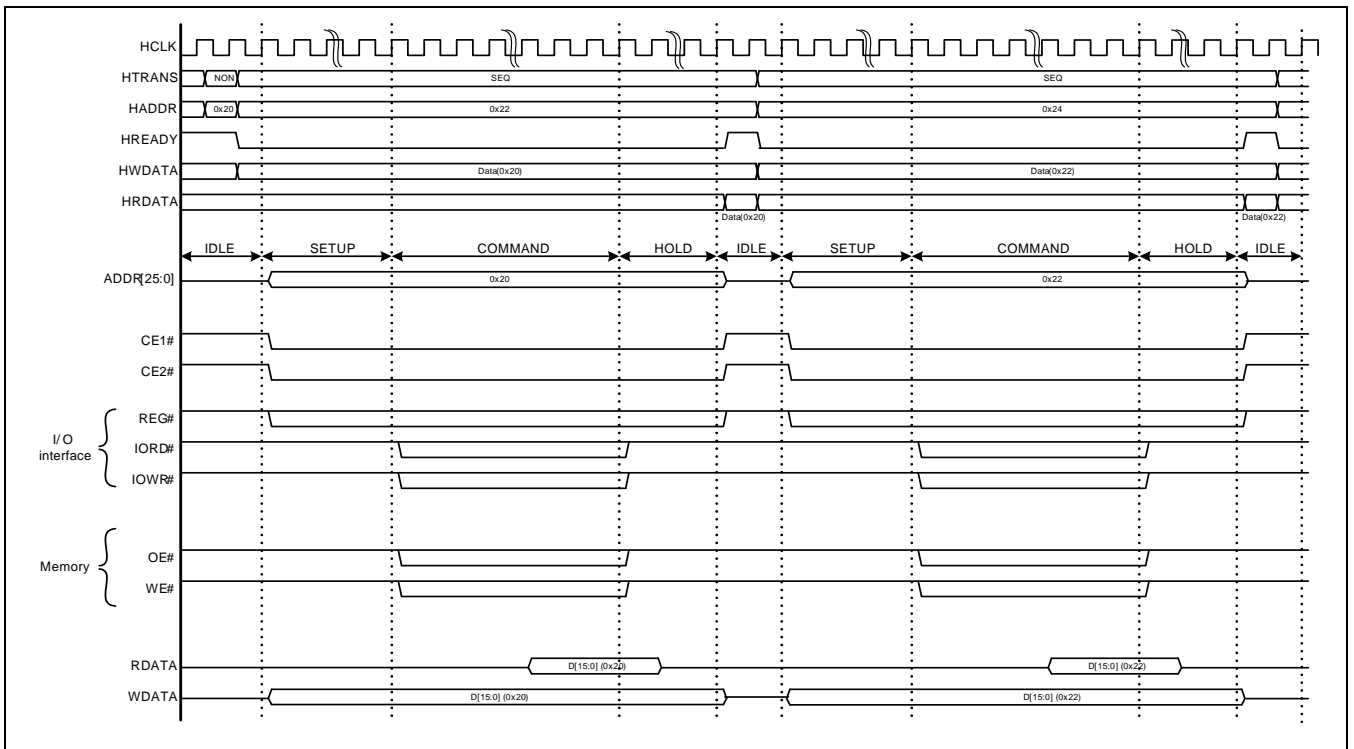 HCLK
HTRANS NON SEQ SEQ
HADDR 0x20 0x22 0x24
HREADY
HWDATA Data(0x20) Data(0x22)
HRDATA
Data(0x20) Data(0x22)
IDLE SETUP COMMAND HOLD IDLE SETUP COMMAND HOLD IDLE
ADDR[25:0] 0x20 0x22
CE1#
CE2#
REG#
I/O
interface
IORD#
IOWR#
OE#
Memory
WE#
RDATA D[15:0] (0x20) D[15:0] (0x22)
WDATA D[15:0] (0x20) D[15:0] (0x22)